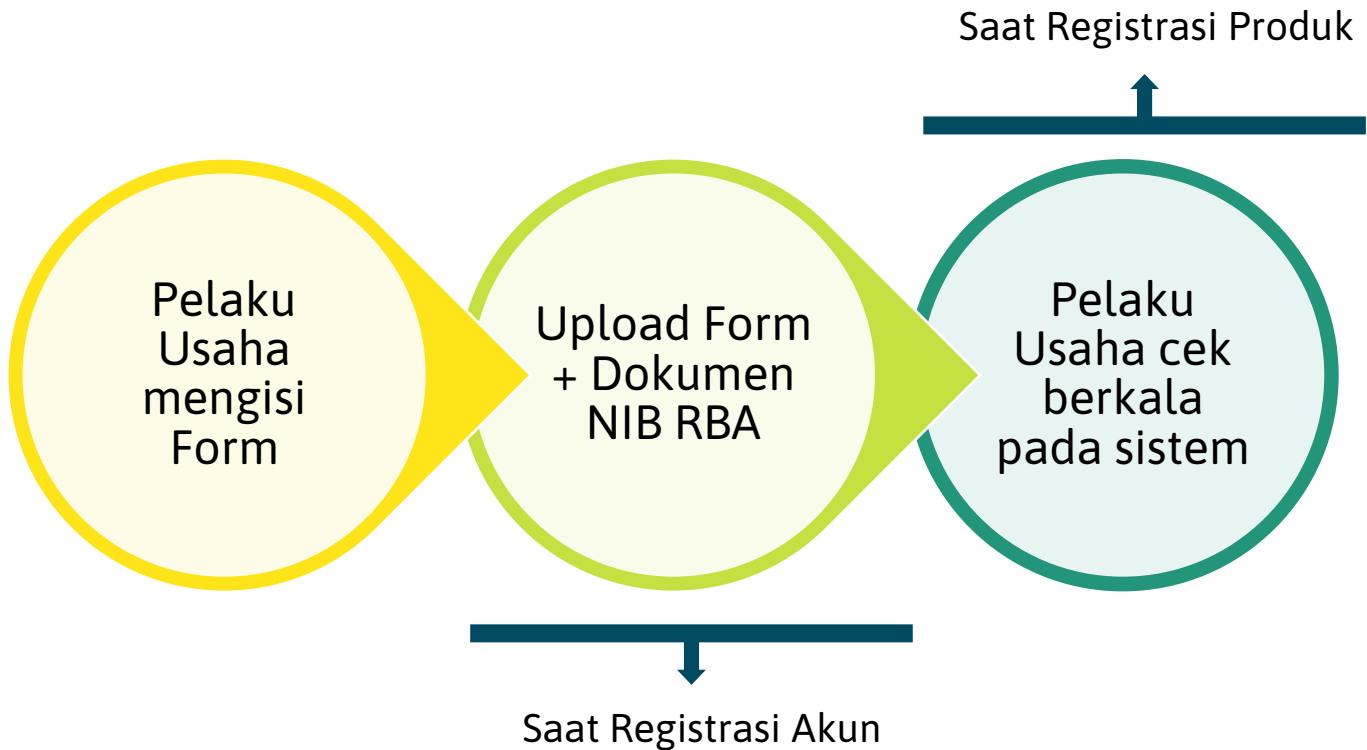 Saat Registrasi Produk
Pelaku
Usaha
mengisi
Form
Upload Form
+ Dokumen
NIB RBA
Pelaku
Usaha cek
berkala
pada sistem
Saat Registrasi Akun